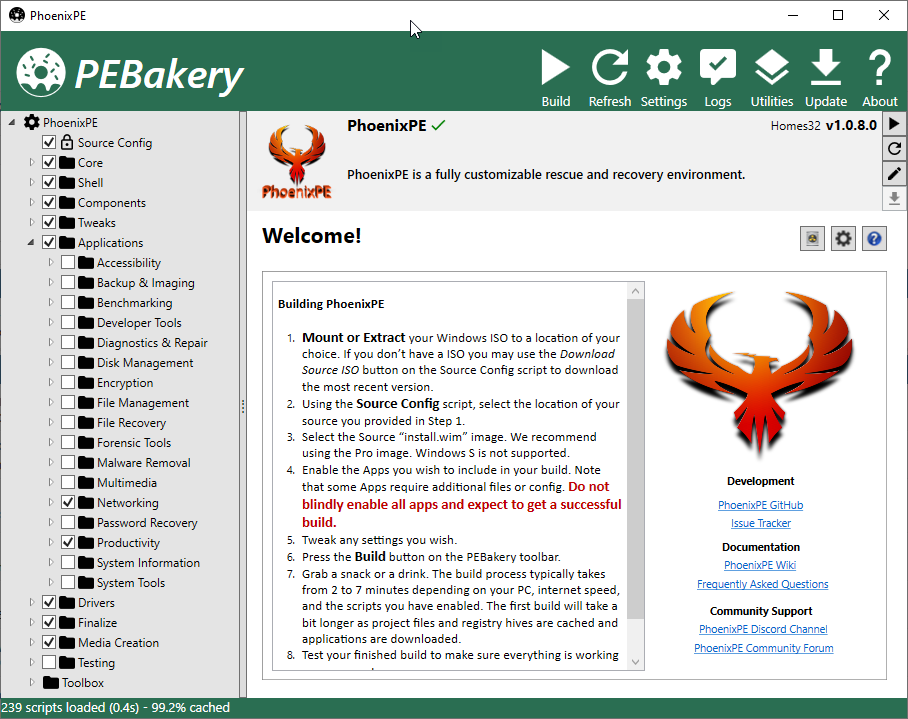 PhoenixPE
PEBakery
Build
Refresh
Settings
Logs
Utilities
Update
About
PhoenixPE
Source Config
Core
Shell
Components
Tweaks
Applications
Accessibility
Backup & Imaging
Benchmarking
Developer Tools
Diagnostics & Repair
Disk Management
Encryption
File Management
File Recovery
Forensic Tools
Malware Removal
Multimedia
Networking
Password Recovery
Productivity
System Information
System Tools
Drivers
Finalize
Media Creation
Testing
Toolbox
PhoenixPE
PhoenixPE
Homes32 v1.0.8.0
PhoenixPE is a fully customizable rescue and recovery environment.
Welcome!
Building PhoenixPE
1. Mount or Extract your Windows ISO to a location of your
choice. If you don’t have a ISO you may use the Download
Source ISO button on the Source Config script to download
the most recent version.
2. Using the Source Config script, select the location of your
source you provided in Step 1.
3. Select the Source “install.wim” image. We recommend
using the Pro image. Windows S is not supported.
4. Enable the Apps you wish to include in your build. Note
that some Apps require additional files or config. Do not
blindly enable all apps and expect to get a successful
build.
5. Tweak any settings you wish.
6. Press the Build button on the PEBakery toolbar.
7. Grab a snack or a drink. The build process typically takes
from 2 to 7 minutes depending on your PC, internet speed,
and the scripts you have enabled. The first build will take a
bit longer as project files and registry hives are cached and
applications are downloaded.
8. Test your finished build to make sure everything is working
Development
PhoenixPE GitHub
Issue Tracker
Documentation
PhoenixPE Wiki
Frequently Asked Questions
Community Support
PhoenixPE Discord Channel
PhoenixPE Community Forum
239 scripts loaded (0.4s) - 99.2% cached